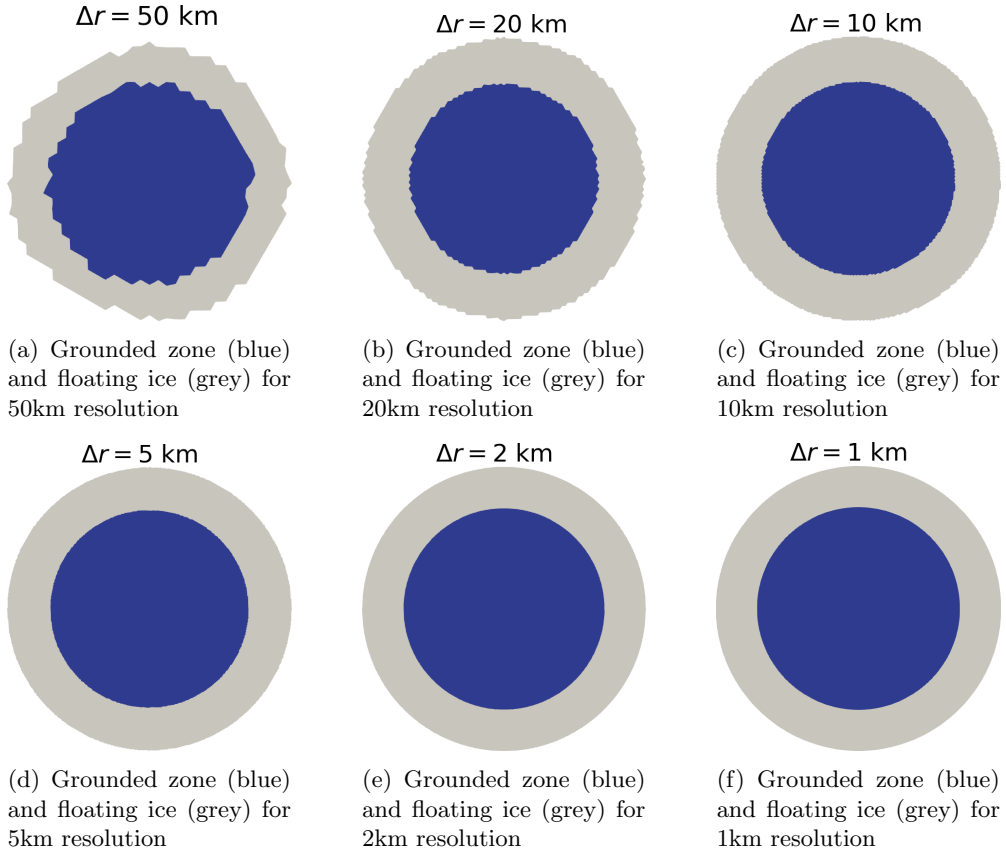 Δr = 50 km
Δr = 20 km
Δr = 10 km
(a) Grounded zone (blue)
and floating ice (grey) for
50km resolution
(b) Grounded zone (blue)
and floating ice (grey) for
20km resolution
(c) Grounded zone (blue)
and floating ice (grey) for
10km resolution
Δr = 5 km
Δr = 2 km
Δr = 1 km
(d) Grounded zone (blue)
and floating ice (grey) for
5km resolution
(e) Grounded zone (blue)
and floating ice (grey) for
2km resolution
(f) Grounded zone (blue)
and floating ice (grey) for
1km resolution